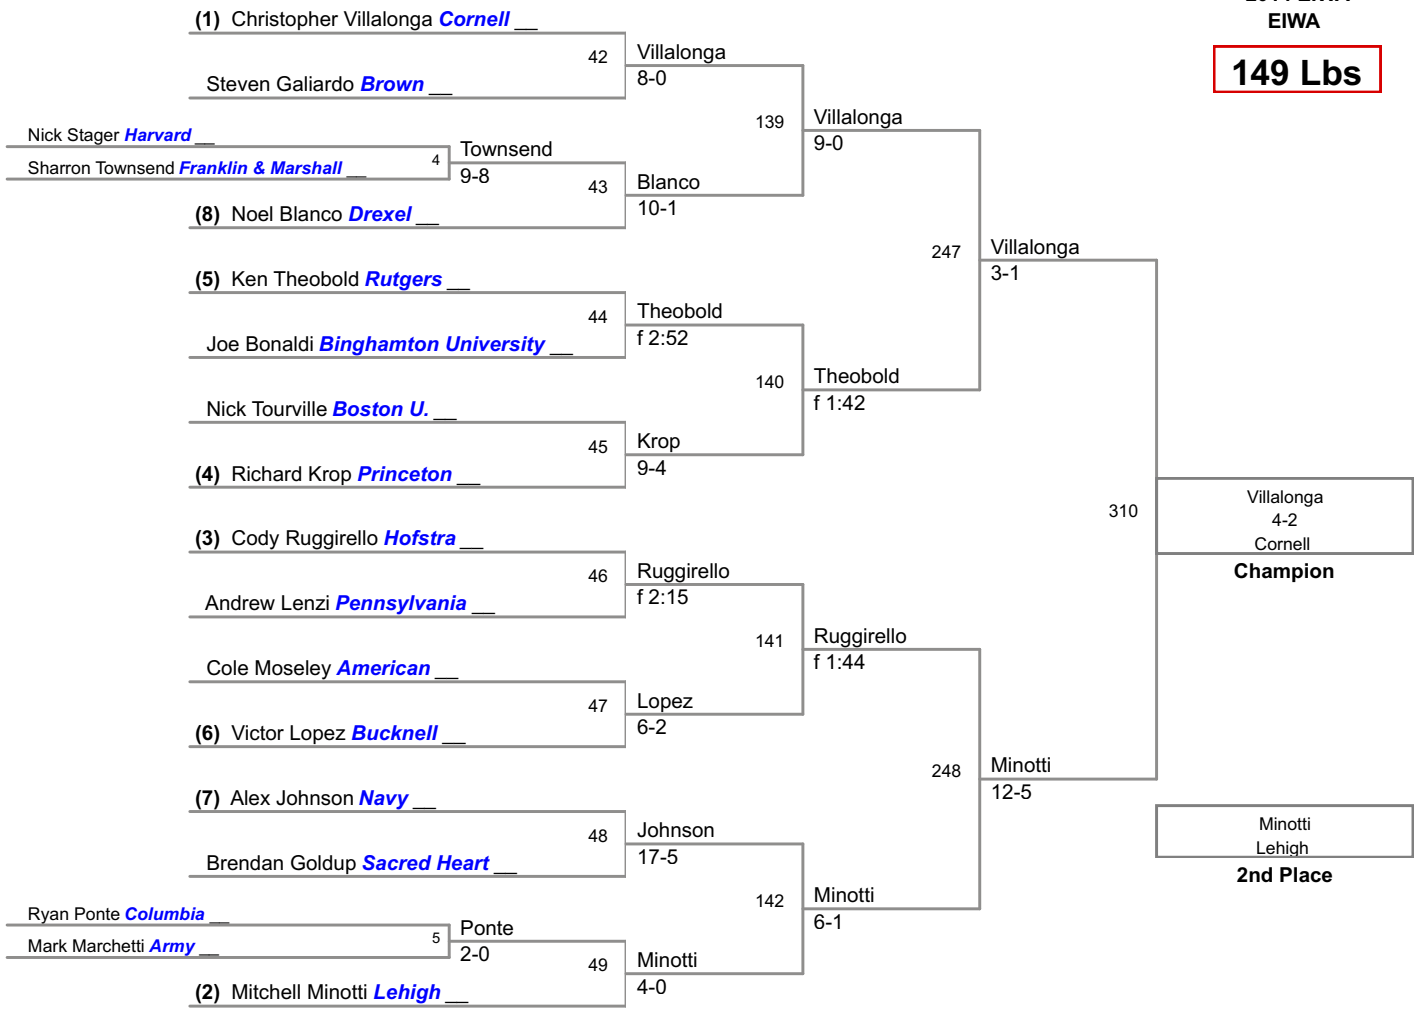 EIWA
149 Lbs
(1) Christopher Villalonga Cornell __
42
Villalonga
8-0
Steven Galiardo Brown __
139
Villalonga
9-0
Nick Stager Harvard __
4
Townsend
9-8
Sharron Townsend Franklin & Marshall __
43
Blanco
10-1
(8) Noel Blanco Drexel __
247
Villalonga
3-1
(5) Ken Theobold Rutgers __
44
Theobold
f 2:52
Joe Bonaldi Binghamton University __
140
Theobold
f 1:42
Nick Tourville Boston U. __
45
Krop
9-4
(4) Richard Krop Princeton __
310
Villalonga
4-2
Cornell
Champion
(3) Cody Ruggirello Hofstra __
46
Ruggirello
f 2:15
Andrew Lenzi Pennsylvania __
141
Ruggirello
f 1:44
Cole Moseley American __
47
Lopez
6-2
(6) Victor Lopez Bucknell __
248
Minotti
12-5
(7) Alex Johnson Navy __
48
Johnson
17-5
Brendan Goldup Sacred Heart __
Minotti
Lehigh
2nd Place
142
Minotti
6-1
Ryan Ponte Columbia __
5
Ponte
2-0
Mark Marchetti Army __
49
Minotti
4-0
(2) Mitchell Minotti Lehigh __